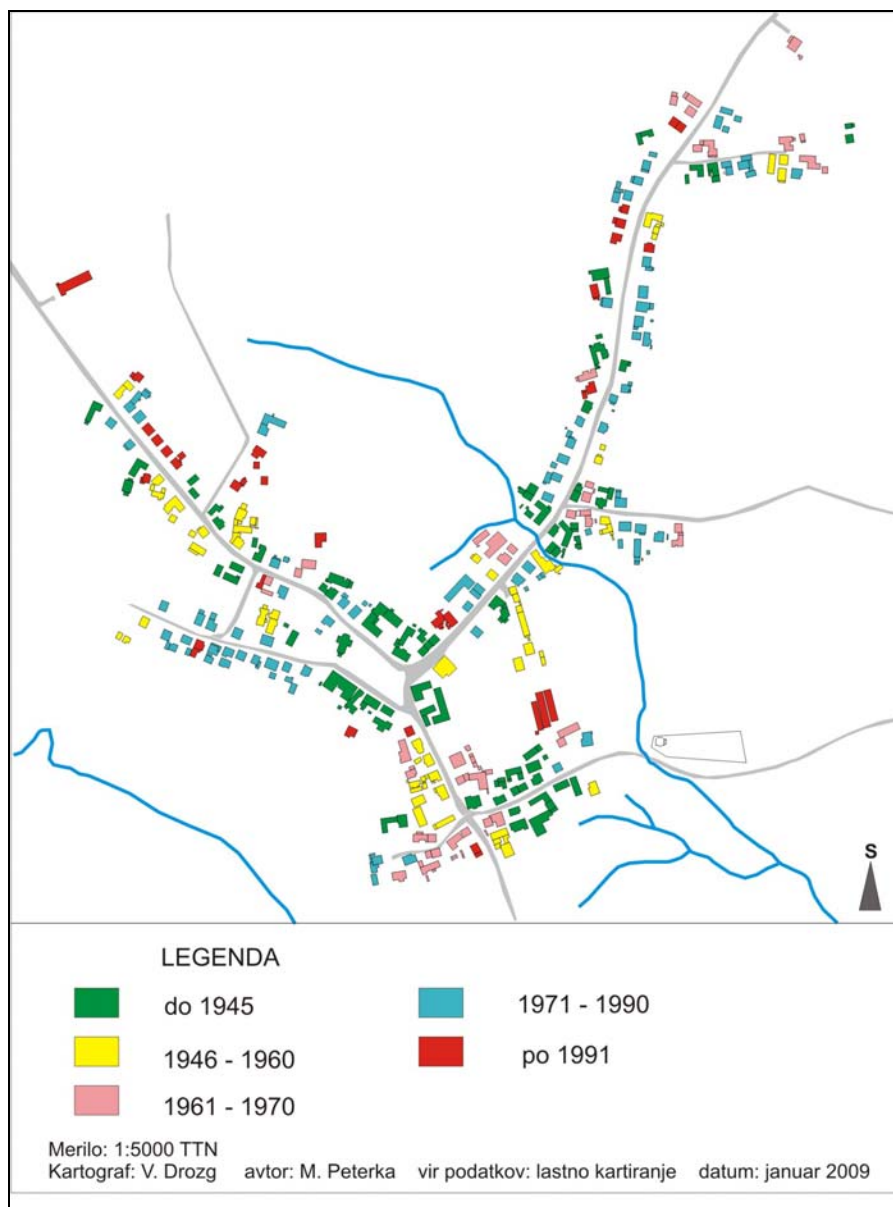 S
LEGENDA
do 1945
1971 - 1990
1946 - 1960
po 1991
1961 - 1970
Merilo: 1:5000 TTN
Kartograf: V. Drozg avtor: M. Peterka vir podatkov: lastno kartiranje datum: januar 2009